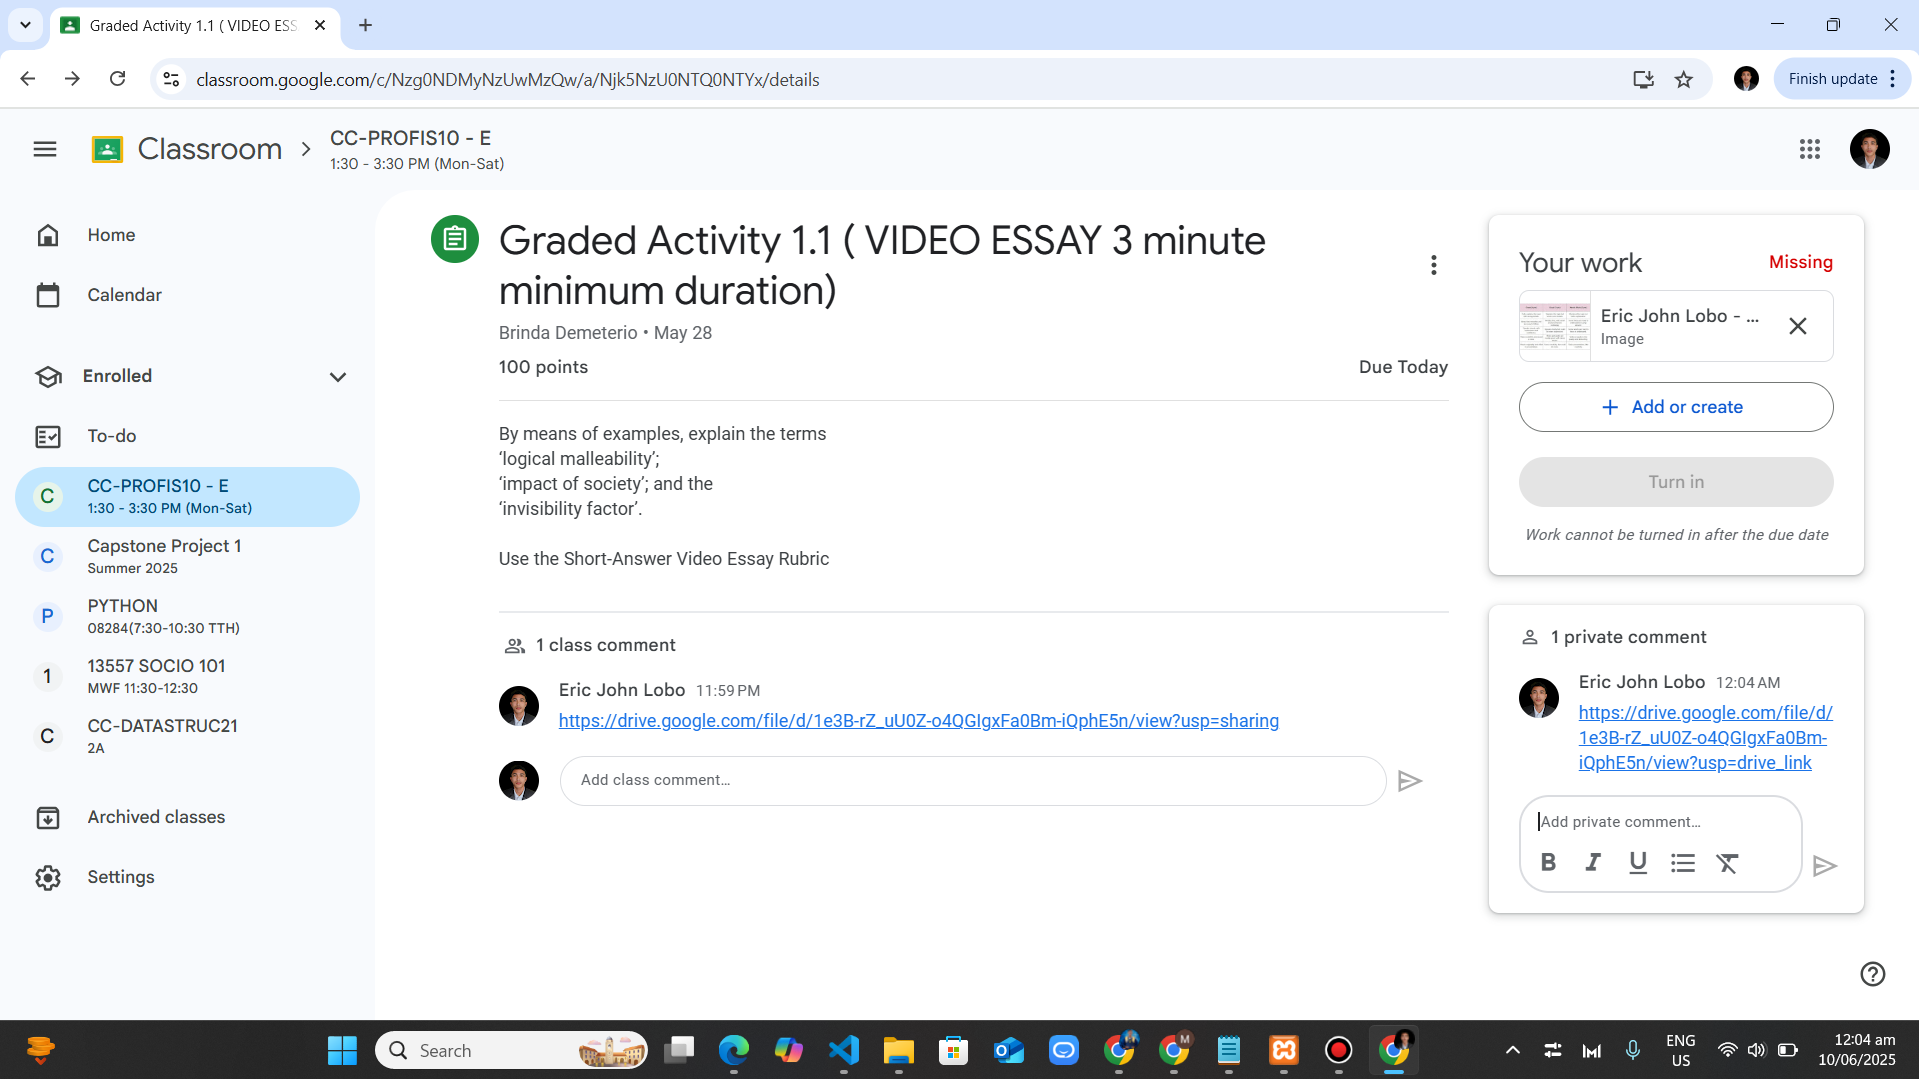 Graded Activity 1.1 ( VIDEO ESS
classroom.google.com/c/Nzg0NDMyNzUwMzQw/a/Njk5NzU0NTQ0NTYx/details
Finish update
Classroom
CC-PROFIS10 - E
1:30 - 3:30 PM (Mon-Sat)
Home
Calendar
Enrolled
To-do
C
CC-PROFIS10 - E
1:30 - 3:30 PM (Mon-Sat)
C
Capstone Project 1
Summer 2025
P
PYTHON
08284(7:30-10:30 TTH)
1
13557 SOCIO 101
MWF 11:30-12:30
C
CC-DATASTRUC21
2A
Archived classes
Settings
Graded Activity 1.1 ( VIDEO ESSAY 3 minute
minimum duration)
Brinda Demeterio • May 28
100 points
Due Today
By means of examples, explain the terms
‘logical malleability’;
‘impact of society’; and the
‘invisibility factor’.
Use the Short-Answer Video Essay Rubric
1 class comment
Eric John Lobo 11:59 PM
https://drive.google.com/file/d/1e3B-rZ_uU0Z-o4QGIgxFa0Bm-iQphE5n/view?usp=sharing
Add class comment…
Your work
Missing
Eric John Lobo - ...
Image
Add or create
Turn in
Work cannot be turned in after the due date
1 private comment
Eric John Lobo 12:04 AM
https://drive.google.com/file/d/
1e3B-rZ_uU0Z-o4QGIgxFa0Bm-
iQphE5n/view?usp=drive_link
Add private comment…
B I U
Search
M
ENG
US
12:04 am
10/06/2025